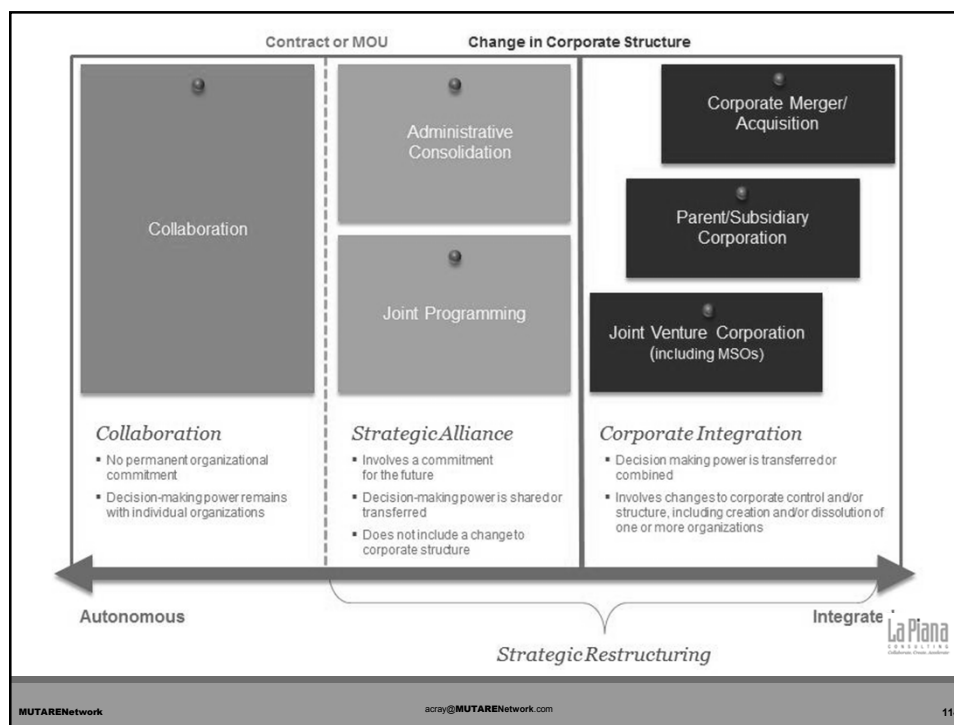 Contract or MOU
Change in Corporate Structure
Collaboration
Administrative
Consolidation
Joint Programming
Corporate Merger/
Acquisition
Parent/Subsidiary
Corporation
Joint Venture Corporation
(including MSOs)
Collaboration
▪ No permanent organizational
commitment
▪ Decision-making power remains
with individual organizations
Strategic Alliance
▪ Involves a commitment
for the future
▪ Decision-making power is shared or
transferred
▪ Does not include a change to
corporate structure
Corporate Integration
▪ Decision making power is transferred or
combined
▪ Involves changes to corporate control and/or
structure, including creation and/or dissolution of
one or more organizations
Autonomous
Integrate
Strategic Restructuring
La Piana
CONSULTING
MUTARENetwork
acray@MUTARENetwork.com